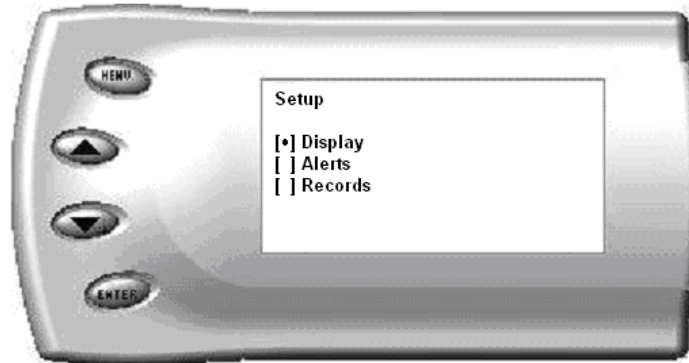 MENU
Setup
[•] Display
[ ] Alerts
[ ] Records
ENTER